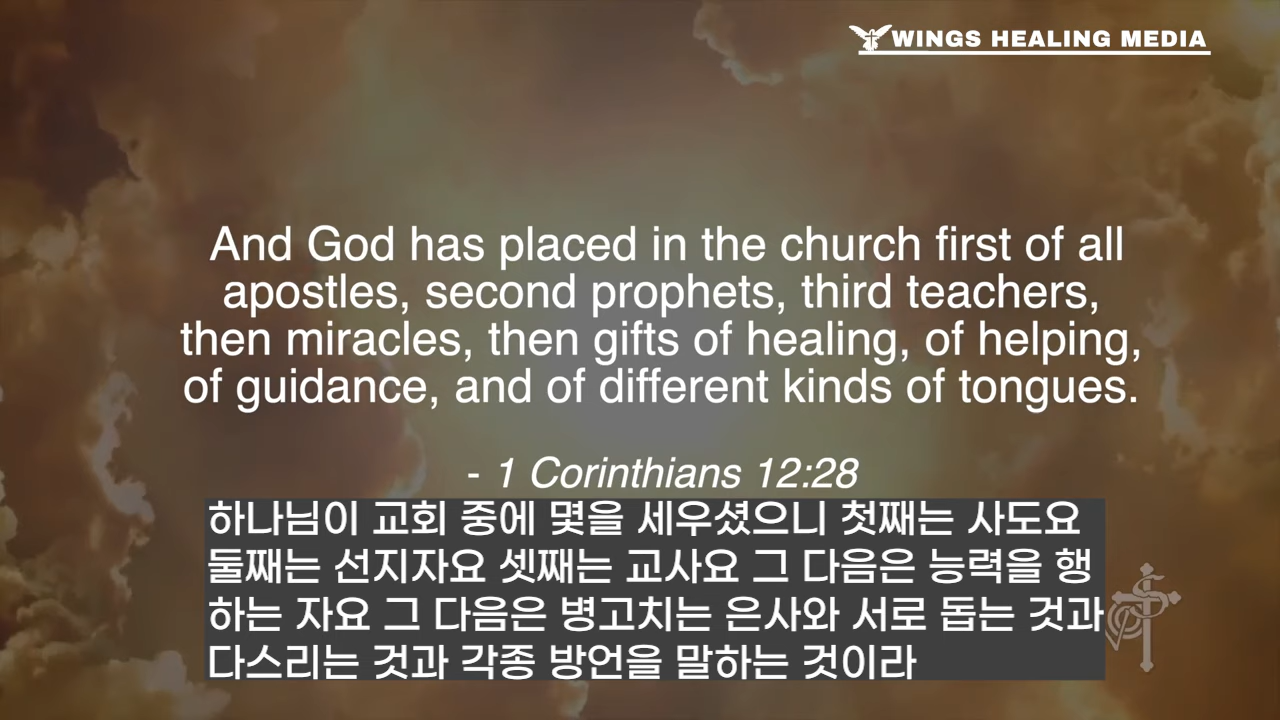 WINGS HEALING MEDIA
And God has placed in the church first of all
apostles, second prophets, third teachers,
then miracles, then gifts of healing, of helping,
of guidance, and of different kinds of tongues.
- 1 Corinthians 12:28
하나님이 교회 중에 몇을 세우셨으니 첫째는 사도요
둘째는 선지자요 셋째는 교사요 그 다음은 능력을 행
하는 자요 그 다음은 병고치는 은사와 서로 돕는 것과
다스리는 것과 각종 방언을 말하는 것이라